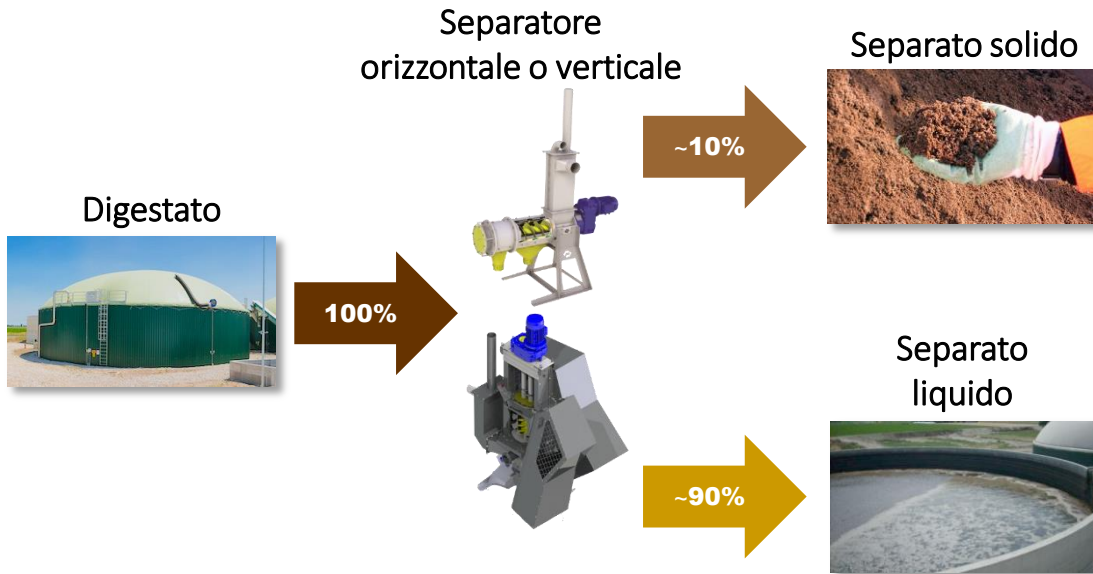 Digestato
100%
Separatore
orizzontale o verticale
~10%
Separato solido
~90%
Separato
liquido